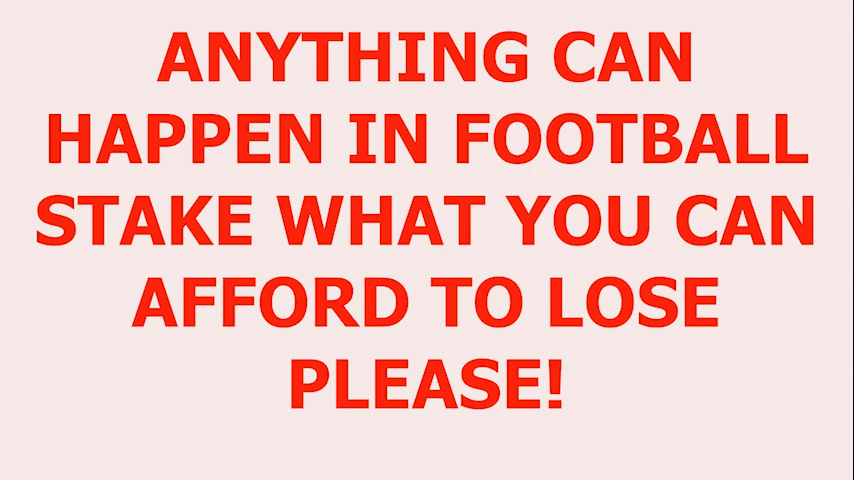 ANYTHING CAN
HAPPEN IN FOOTBALL
STAKE WHAT YOU CAN
AFFORD TO LOSE
PLEASE!